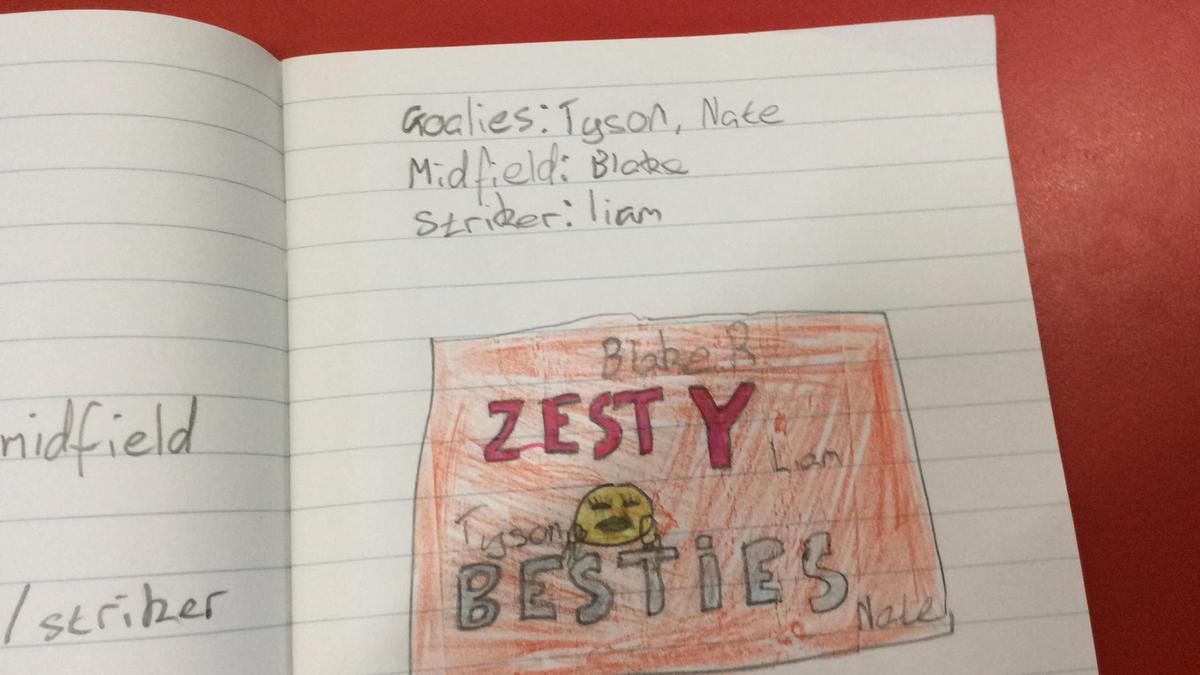 midfield
/ striker
Goalies: Tyson, Nate
Midfield: Blake
Striker: liam
Blake.R
ZESTY
Liam
Tyson
BESTiES
Nate